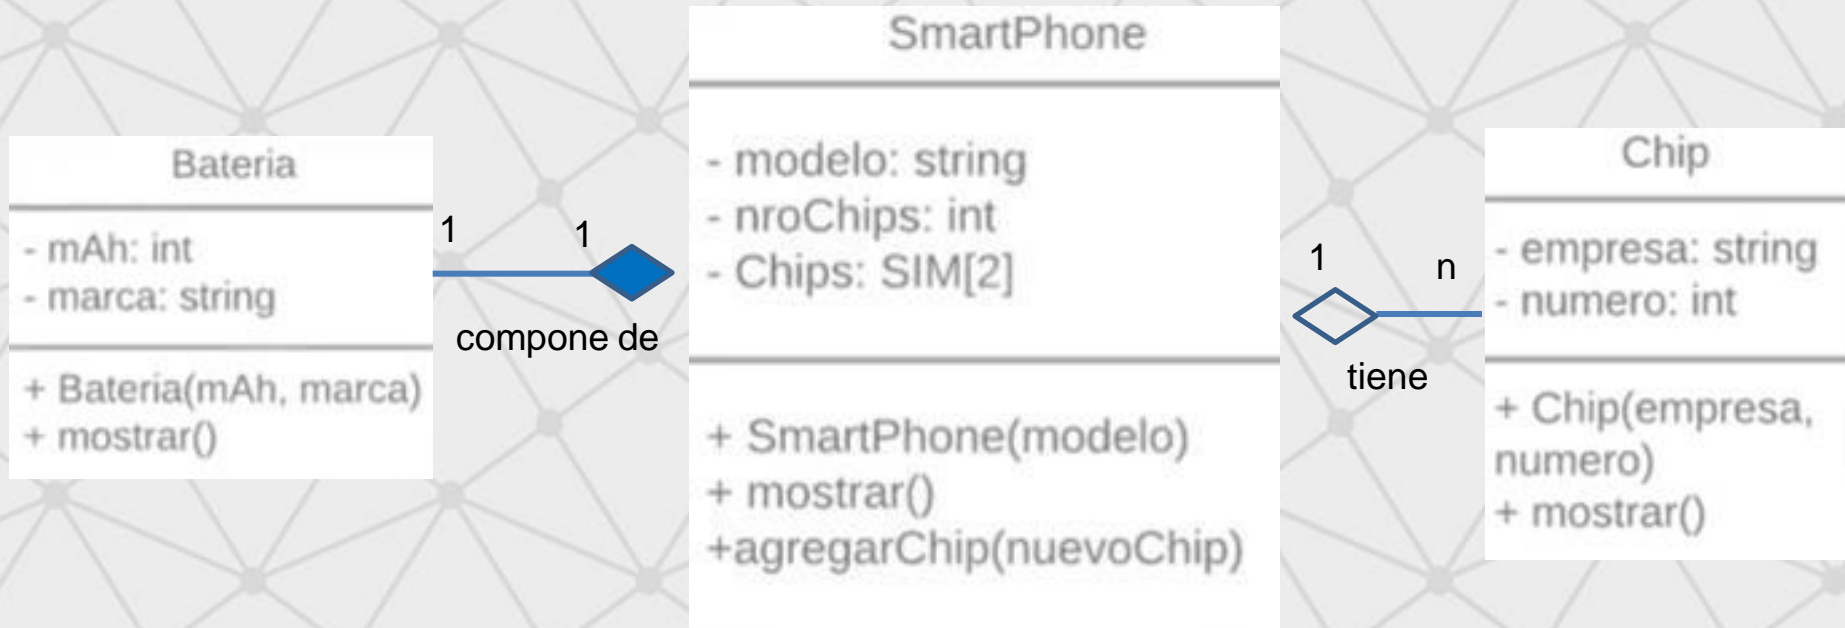 Bateria
- mAh: int
- marca: string
+ Bateria(mAh, marca)
+ mostrar()
1
1
compone de
SmartPhone
- modelo: string
- nroChips: int
- Chips: SIM[2]
+ SmartPhone(modelo)
+ mostrar()
+agregarChip(nuevoChip)
1
n
tiene
Chip
- empresa: string
- numero: int
+ Chip(empresa,
numero)
+ mostrar()